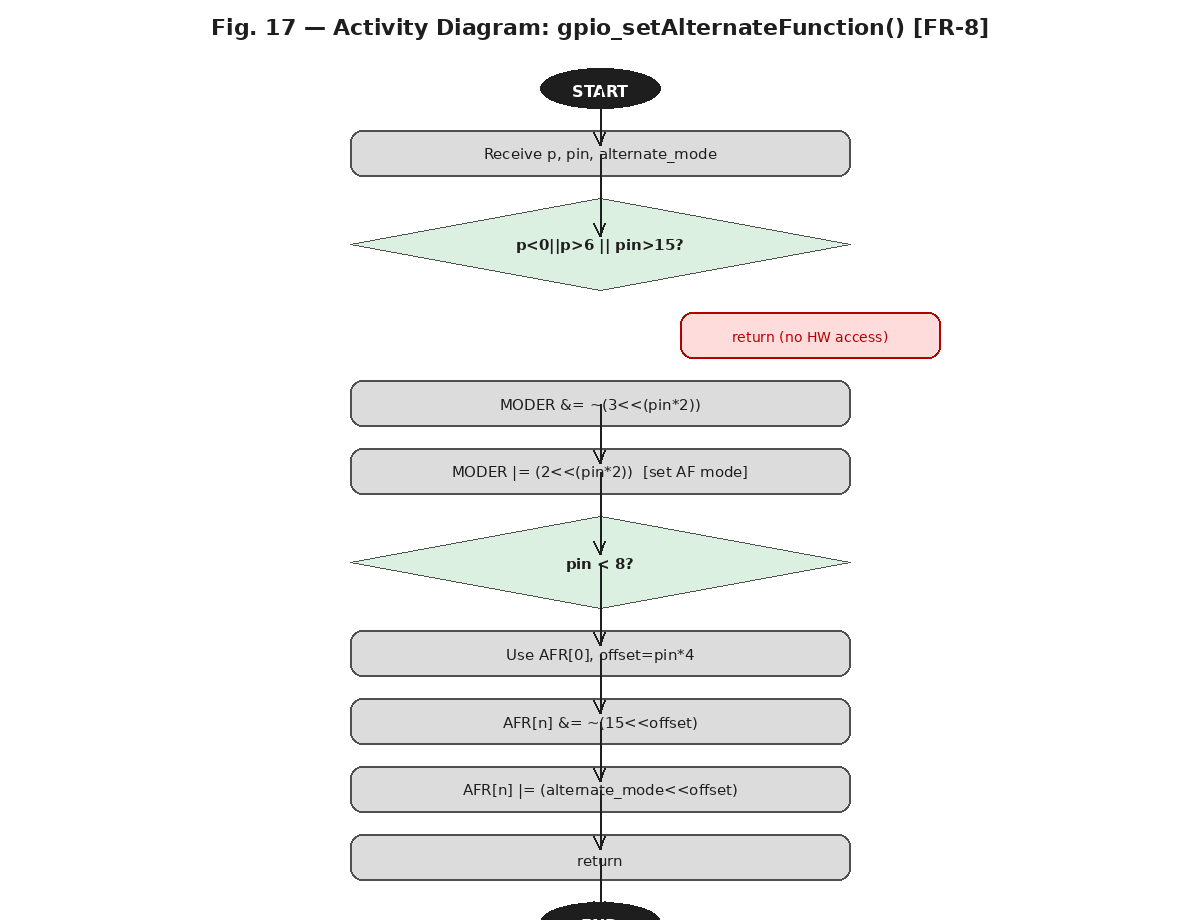 Fig. 17 — Activity Diagram: gpio_setAlternateFunction() [FR-8]
START
Receive p, pin, alternate_mode
p<0||p>6 || pin>15?
return (no HW access)
MODER &= ~(3<<(pin*2))
MODER |= (2<<(pin*2))  [set AF mode]
pin < 8?
Use AFR[0], offset=pin*4
AFR[n] &= ~(15<<offset)
AFR[n] |= (alternate_mode<<offset)
return